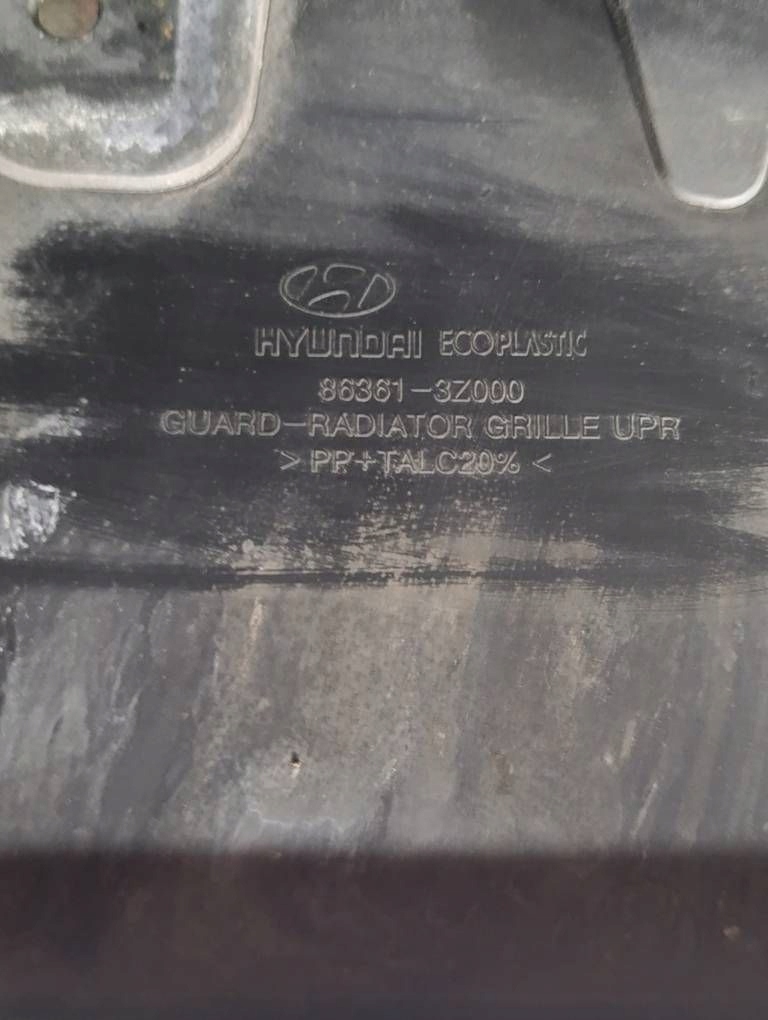 HYUNDAI ECOPLASTIC
86361-3Z000
GUARD-RADIATOR GRILLE UPR
>PP+TALC20%<